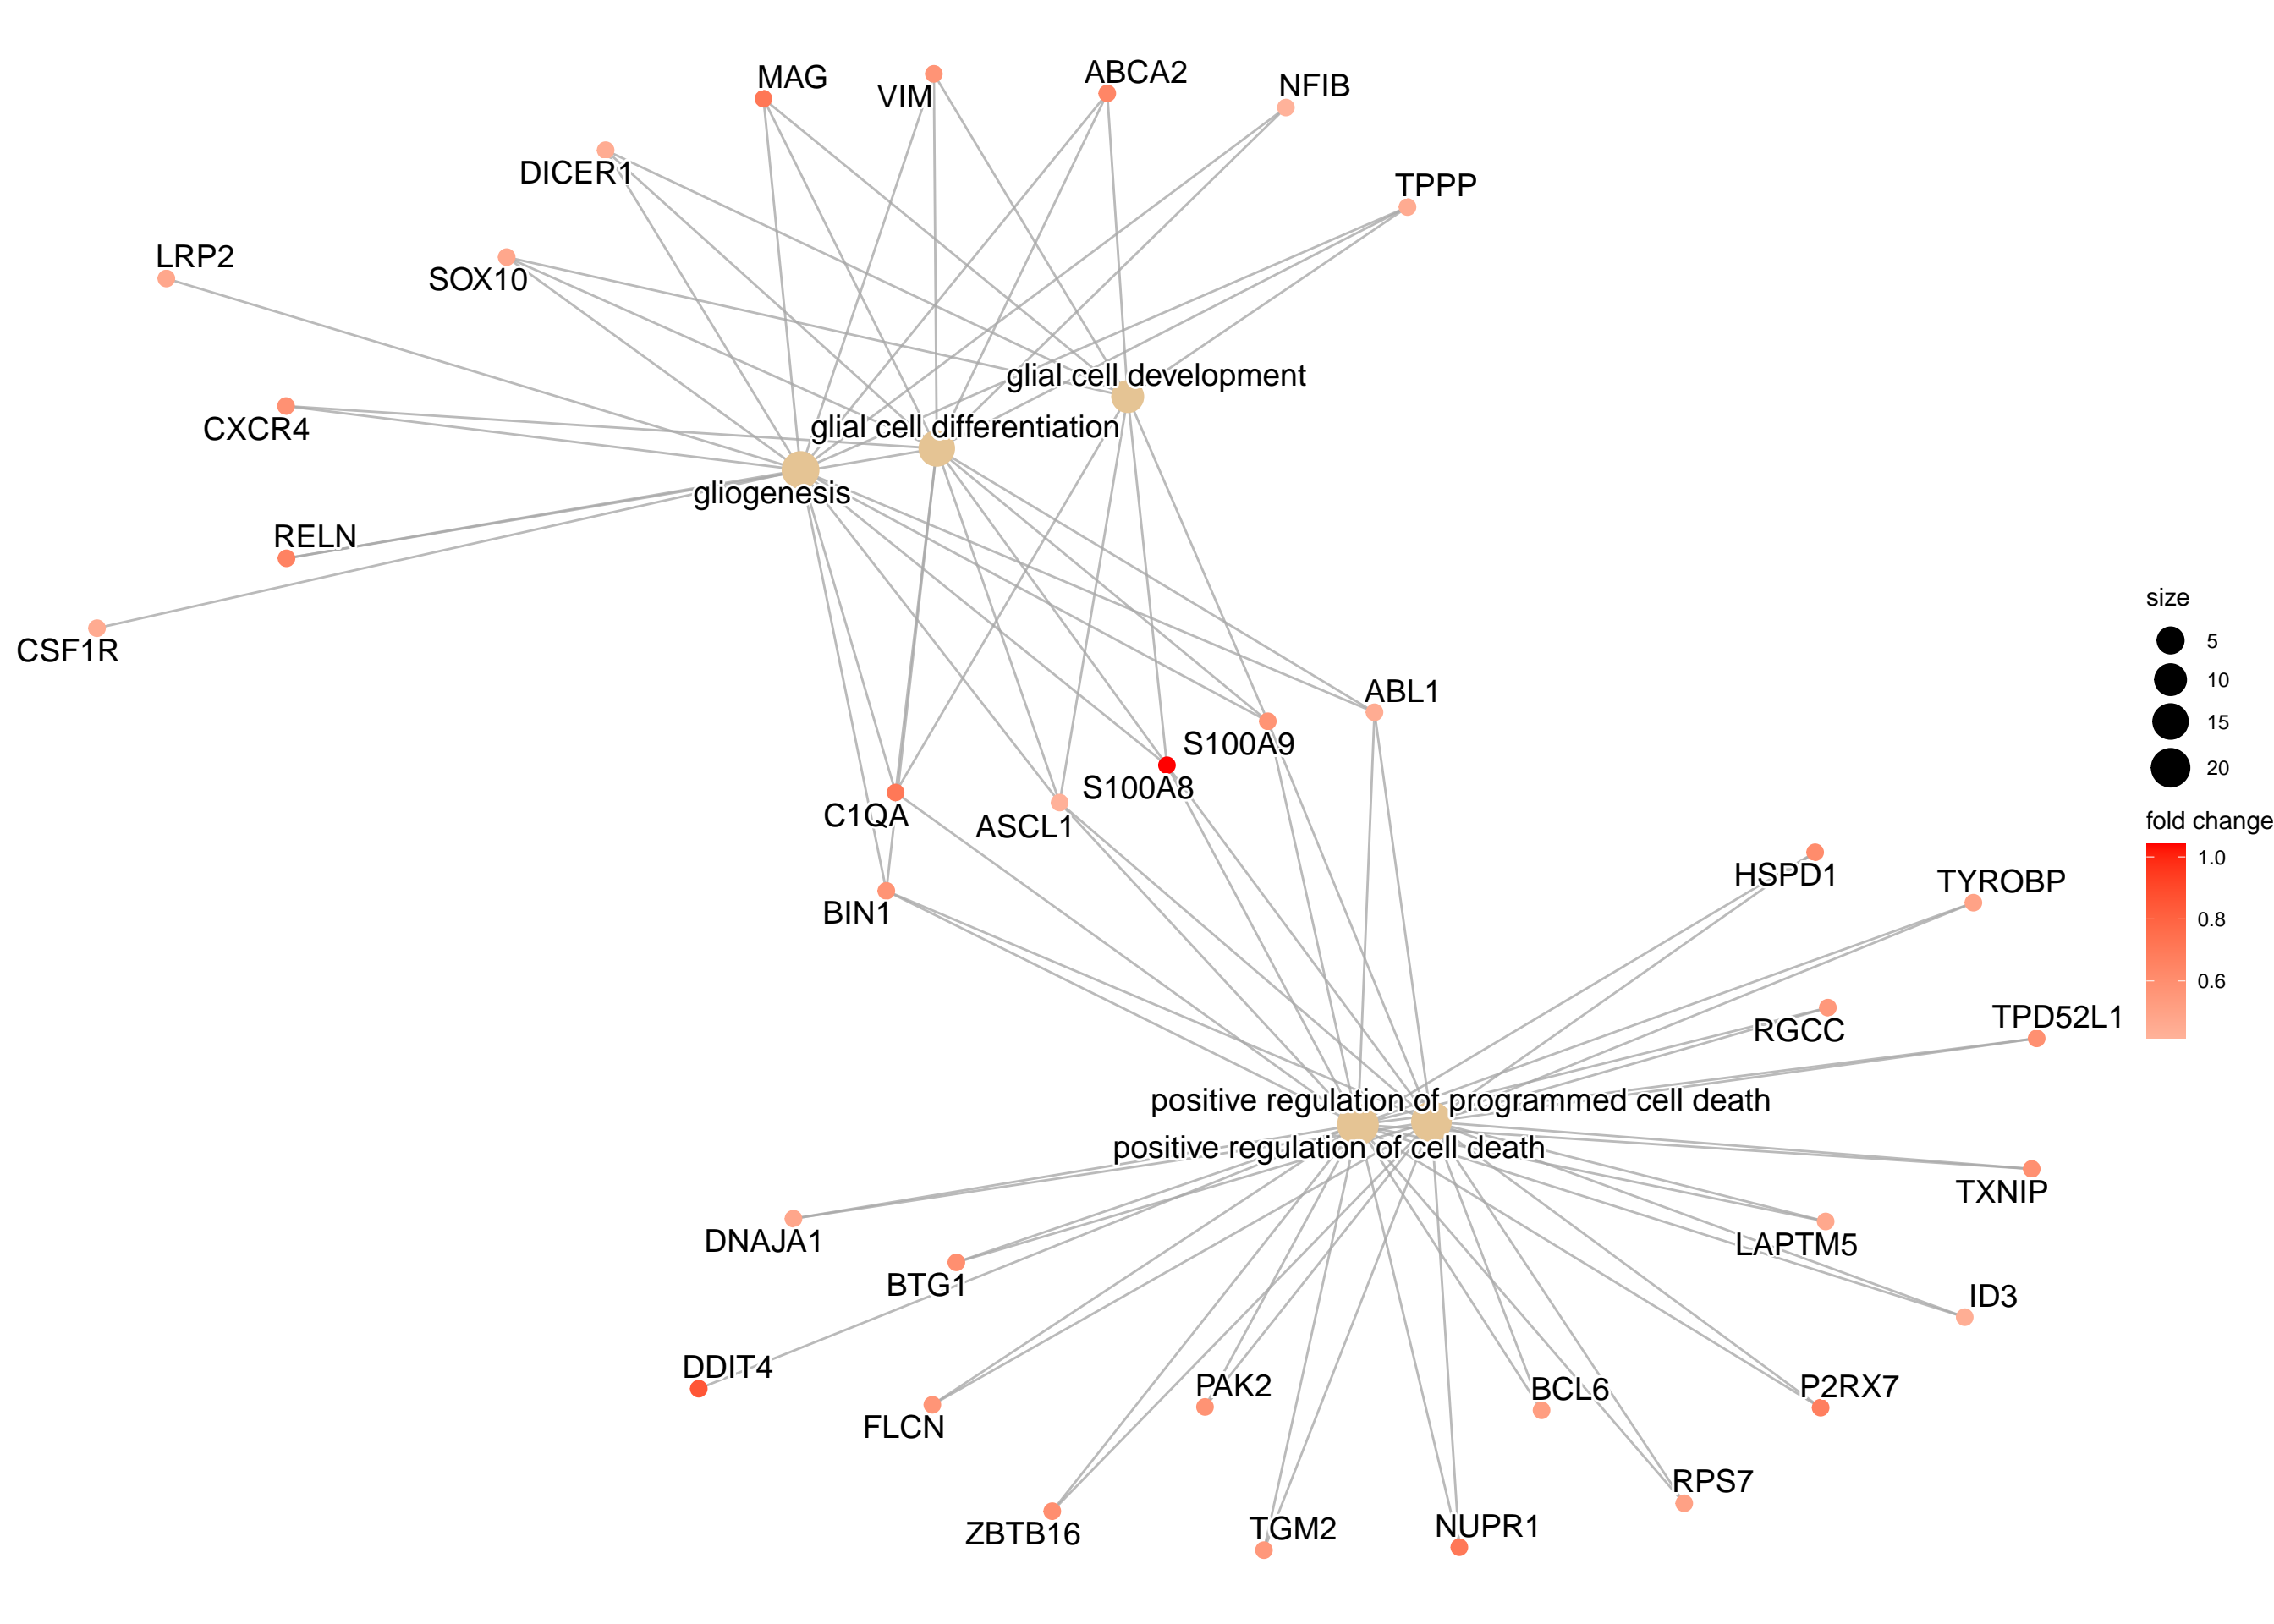 MAG
VIM
ABCA2
NFIB
DICER1
TPPP
LRP2
SOX10
glial cell development
CXCR4
glial cell differentiation
gliogenesis
RELN
CSF1R
size
5
10
15
20
ABL1
S100A9
S100A8
C1QA
ASCL1
fold change
1.0
0.8
0.6
HSPD1
TYROBP
BIN1
TPD52L1
RGCC
positive regulation of programmed cell death
positive regulation of cell death
TXNIP
DNAJA1
LAPTM5
BTG1
ID3
DDIT4
PAK2
BCL6
P2RX7
FLCN
RPS7
ZBTB16
TGM2
NUPR1